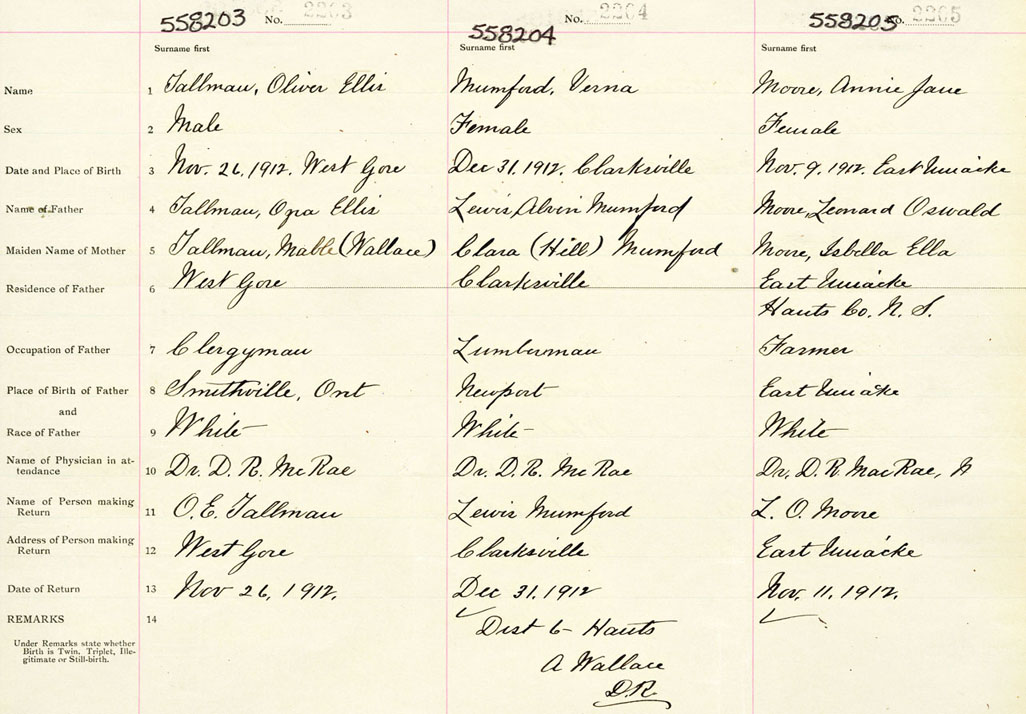 558203 No. 2263 558204 No. 2264 558205 No. 2265
Surname first Surname first Surname first
Name 1 Tallman, Oliver Ellis Mumford, Verna Moore, Annie Jane
Sex 2 Male Female Female
Date and Place of Birth 3 Nov. 26, 1912. West Gore Dec 31. 1912. Clarksville Nov. 9. 1912. East Uniacke
Name of Father 4 Tallman, Ora Ellis Lewis Alvin Mumford Moore, Leonard Oswald
Maiden Name of Mother 5 Tallman, Mable (Wallace) Clara (Hill) Mumford Moore, Isbella Ella
Residence of Father 6 West Gore Clarksville East Uniacke
Hants Co. N. S.
Occupation of Father 7 Clergyman Lumberman Farmer
Place of Birth of Father 8 Smithville, Ont Newport East Uniacke
and
Race of Father 9 White White White
Name of Physician in at-
tendance 10 Dr. D. R. McRae Dr. D. R. McRae Dr. D. R MacRae, N
Name of Person making
Return 11 O. E. Tallman Lewis Mumford L. O. Moore
Address of Person making
Return 12 West Gore Clarksville East Uniacke
Date of Return 13 Nov 26, 1912. Dec 31. 1912 Nov. 11. 1912.
REMARKS 14
Dist 6 - Hants
Under Remarks state whether
Birth is Twin, Triplet, Ille-
gitimate or Still-birth.
A Wallace
D.R.